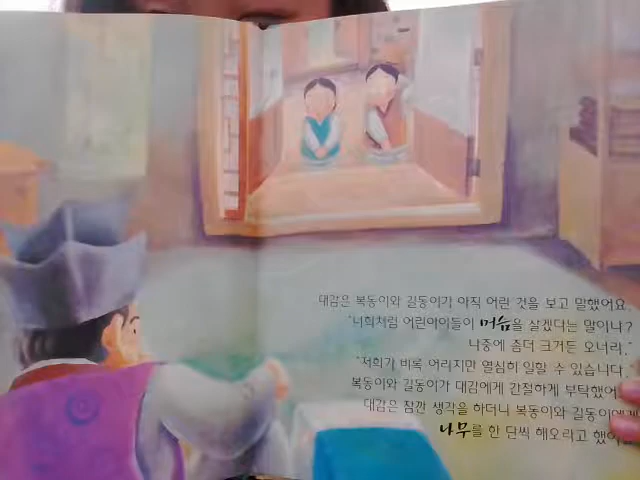 대감은 복동이와 길동이가 아직 어린 것을 보고 말했어요.
"너희처럼 어린아이들이 머슴을 살겠다는 말이냐?
나중에 좀더 크거든 오너라."
"저희가 비록 어리지만 열심히 일할 수 있습니다."
복동이와 길동이가 대감에게 간절하게 부탁했어
대감은 잠깐 생각을 하더니 복동이와 길동이에게
나무를 한 단씩 해오라고 했어